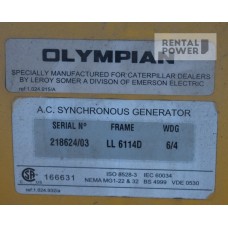 RENTAL
POWER
OLYMPIAN
SPECIALLY MANUFACTURED FOR CATERPILLAR DEALERS
BY LEROY SOMER A DIVISON OF EMERSON ELECTRIC
A.C. SYNCHRONOUS GENERATOR
SERIAL Nº FRAME WDG
218624/03 LL 6114D 6/4
166631
ISO 8528-3 IEC 60034
NEMA MG1-22 & 32 BS 4999 VDE 0530